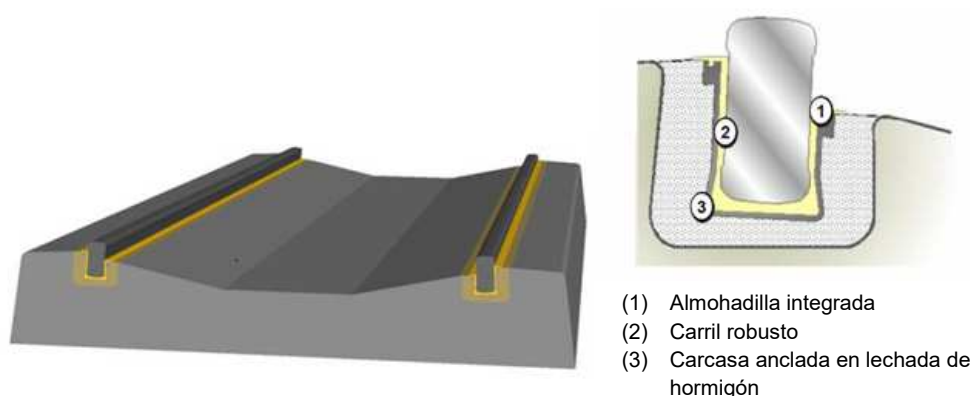 1
2
3
(1) Almohadilla integrada
(2) Carril robusto
(3) Carcasa anclada en lechada de
hormigón